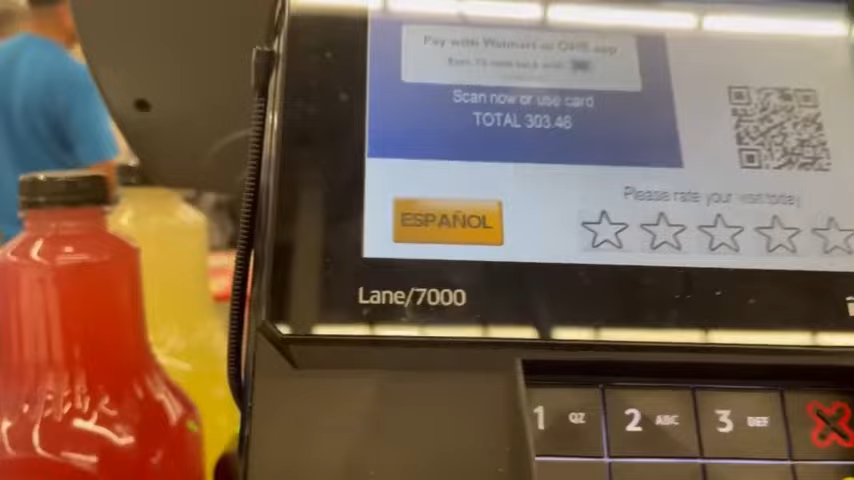 Pay with Walmart or ONE app
Scan now or use card
TOTAL 303.46
Please rate your visit today
ESPAÑOL
Lane/7000
1 QZ
2 ABC
3 DEF